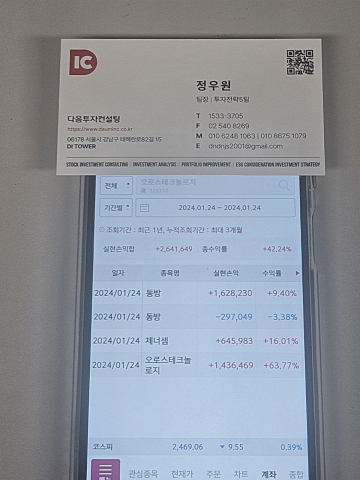 IC
정우원
팀장 | 투자전략5팀
다음투자컨설팅
https://www.dauminc.co.kr
06178 서울시 강남구 테헤란로82길 15
DI TOWER
T 1533-3705
F 02 540 8269
M 010 6248 1063 | 010 8675 1079
E dndnjs2001@gmail.com
STOCK INVESTMENT CONSULTING | INVESTMENT ANALYSIS | PORTFOLIO IMPROVEMENT | ESG CONSIDERATION INVESTMENT STRATEGY
전체 오로스테크놀로지
기간별 2024.01.24 ~ 2024.01.24
조회기간 : 최근 1년, 누적조회기간 : 최대 3개월
실현손익합 +2,641,649 총수익률 +42.24%
일자 종목명 실현손익 수익률
2024/01/24 동방 +1,628,230 +9.40%
2024/01/24 동방 -297,049 -3.38%
2024/01/24 제너셈 +645,983 +16.01%
2024/01/24 오로스테크놀로지 +1,436,469 +63.77%
코스피 2,469.06 ▼ 9.55 0.39%
관심종목 현재가 주문 차트 계좌 종합